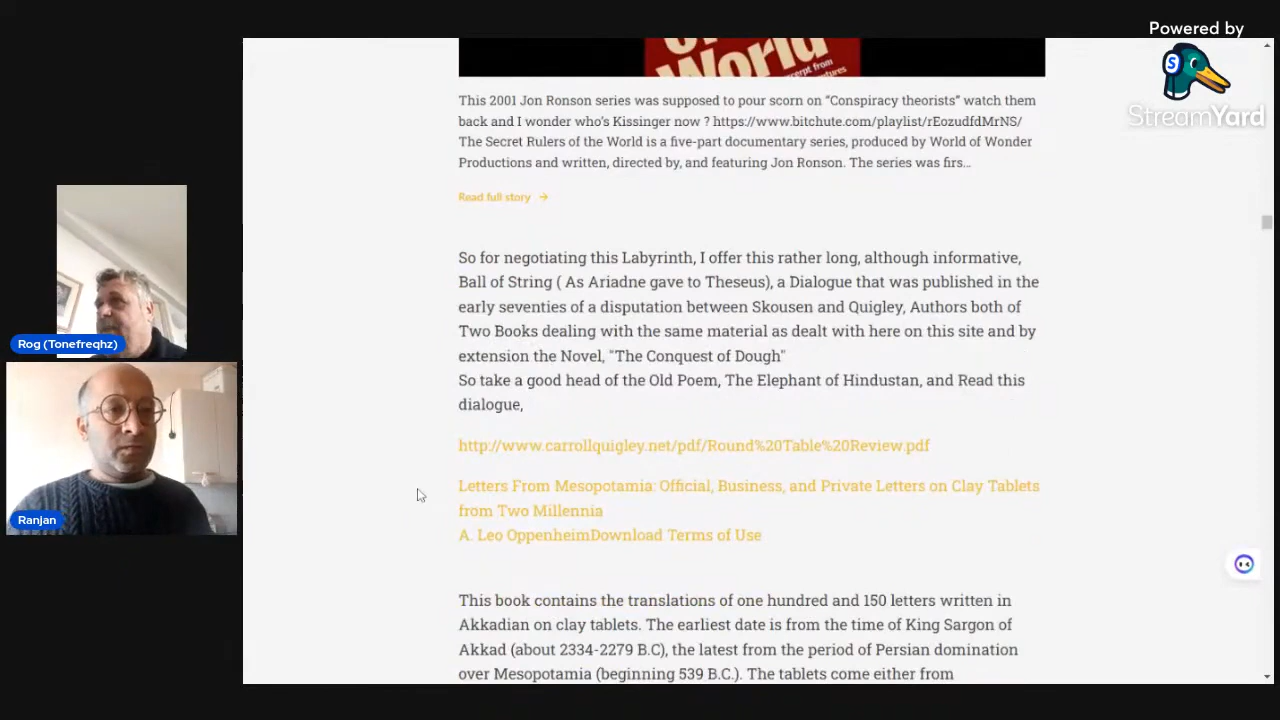 Powered by
S
StreamYard
World
excerpt from
This 2001 Jon Ronson series was supposed to pour scorn on “Conspiracy theorists” watch them
back and I wonder who's Kissinger now ? https://www.bitchute.com/playlist/rEozudfdMrNS/
The Secret Rulers of the World is a five-part documentary series, produced by World of Wonder
Productions and written, directed by, and featuring Jon Ronson. The series was firs…
Read full story →
So for negotiating this Labyrinth, I offer this rather long, although informative,
Ball of String ( As Ariadne gave to Theseus), a Dialogue that was published in the
early seventies of a disputation between Skousen and Quigley, Authors both of
Two Books dealing with the same material as dealt with here on this site and by
extension the Novel, "The Conquest of Dough"
So take a good head of the Old Poem, The Elephant of Hindustan, and Read this
dialogue,
http://www.carrollquigley.net/pdf/Round%20Table%20Review.pdf
Letters From Mesopotamia: Official, Business, and Private Letters on Clay Tablets
from Two Millennia
A. Leo OppenheimDownload Terms of Use
This book contains the translations of one hundred and 150 letters written in
Akkadian on clay tablets. The earliest date is from the time of King Sargon of
Akkad (about 2334-2279 B.C), the latest from the period of Persian domination
over Mesopotamia (beginning 539 B.C.). The tablets come either from
Rog (Tonefreqhz)
Ranjan